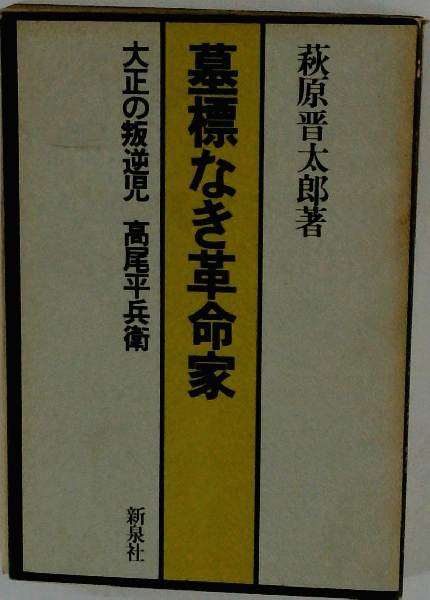 萩原晋太郎著
墓標なき革命家
大正の叛逆児 高尾平兵衛
新泉社